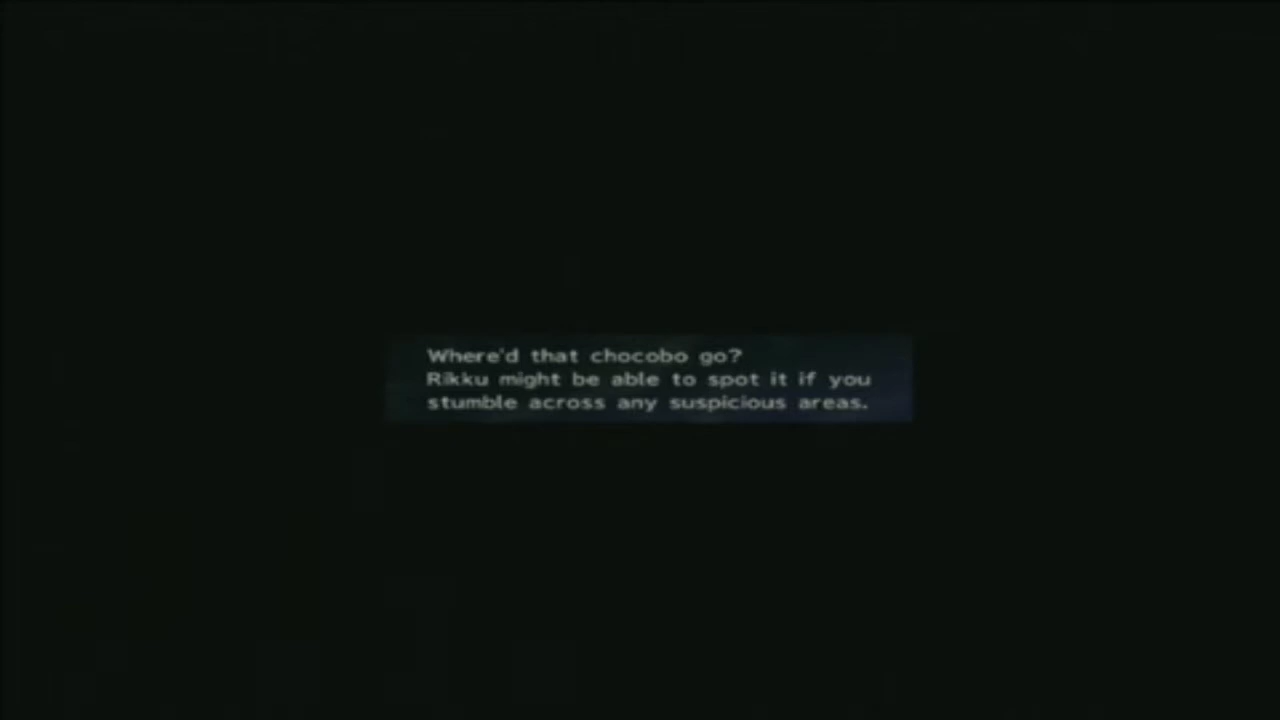 Where'd that chocobo go?
Rikku might be able to spot it if you
stumble across any suspicious areas.